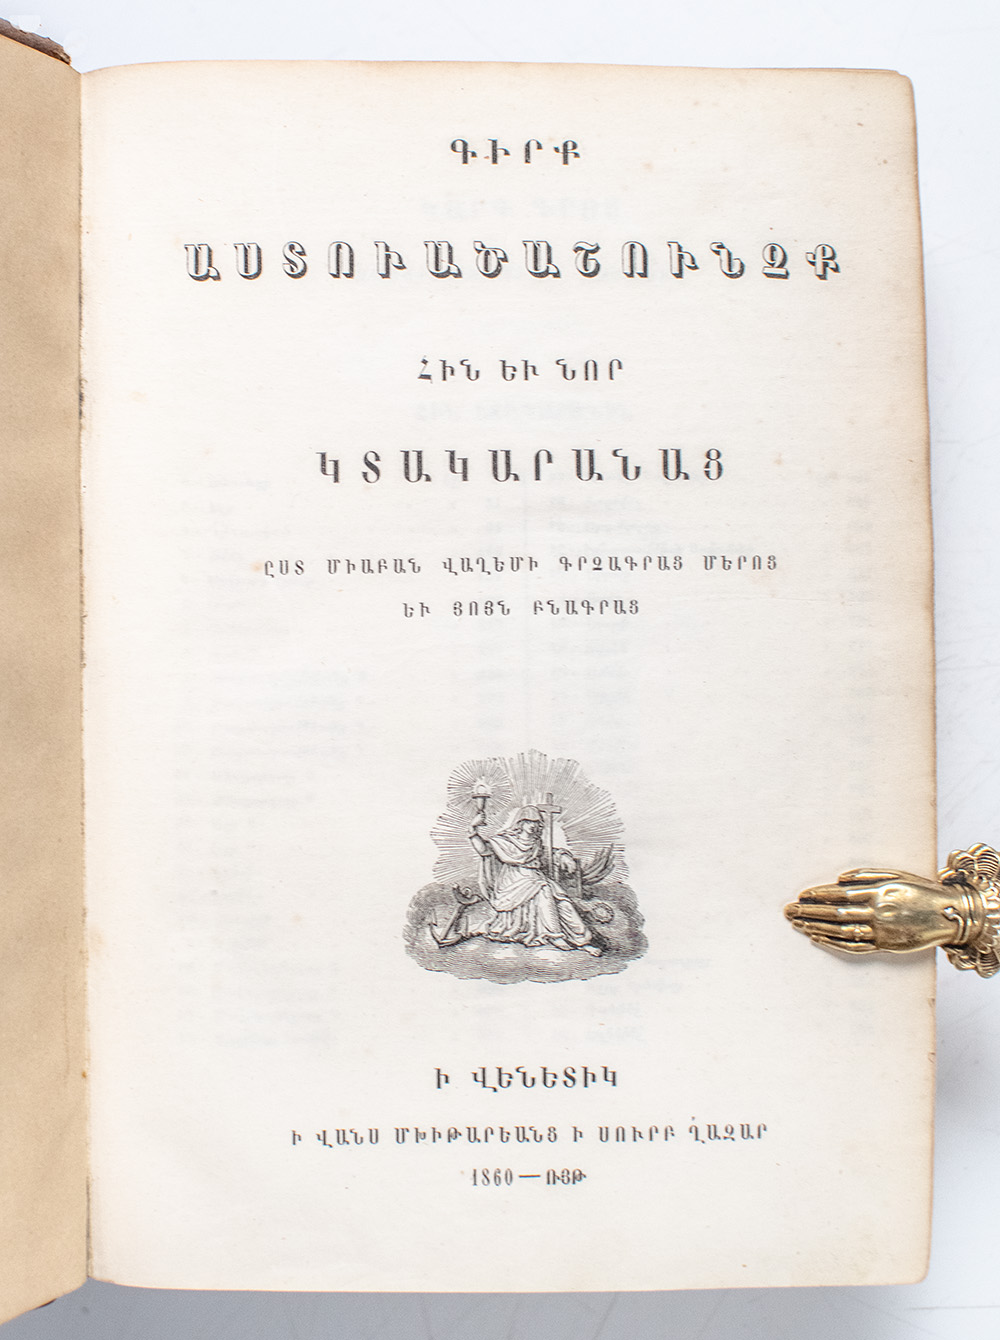 ԳԻՐՔ
ԱՍՏՈՒԱԾԱՇՈՒՆՉՔ
ՀԻՆ ԵՒ ՆՈՐ
ԿՏԱԿԱՐԱՆԱՑ
ԸՍՏ ՄԻԱԲԱՆ ՎԱՂԵՄԻ ԳՐՉԱԳՐԱՑ ՄԵՐՈՑ
ԵՒ ՅՈՅՆ ԲՆԱԳՐԱՑ
Ի ՎԵՆԵՏԻԿ
Ի ՎԱՆՍ ՄԽԻԹԱՐԵԱՆՑ Ի ՍՈՒՐԲ ՂԱԶԱՐ
1860 — ՌՅԹ